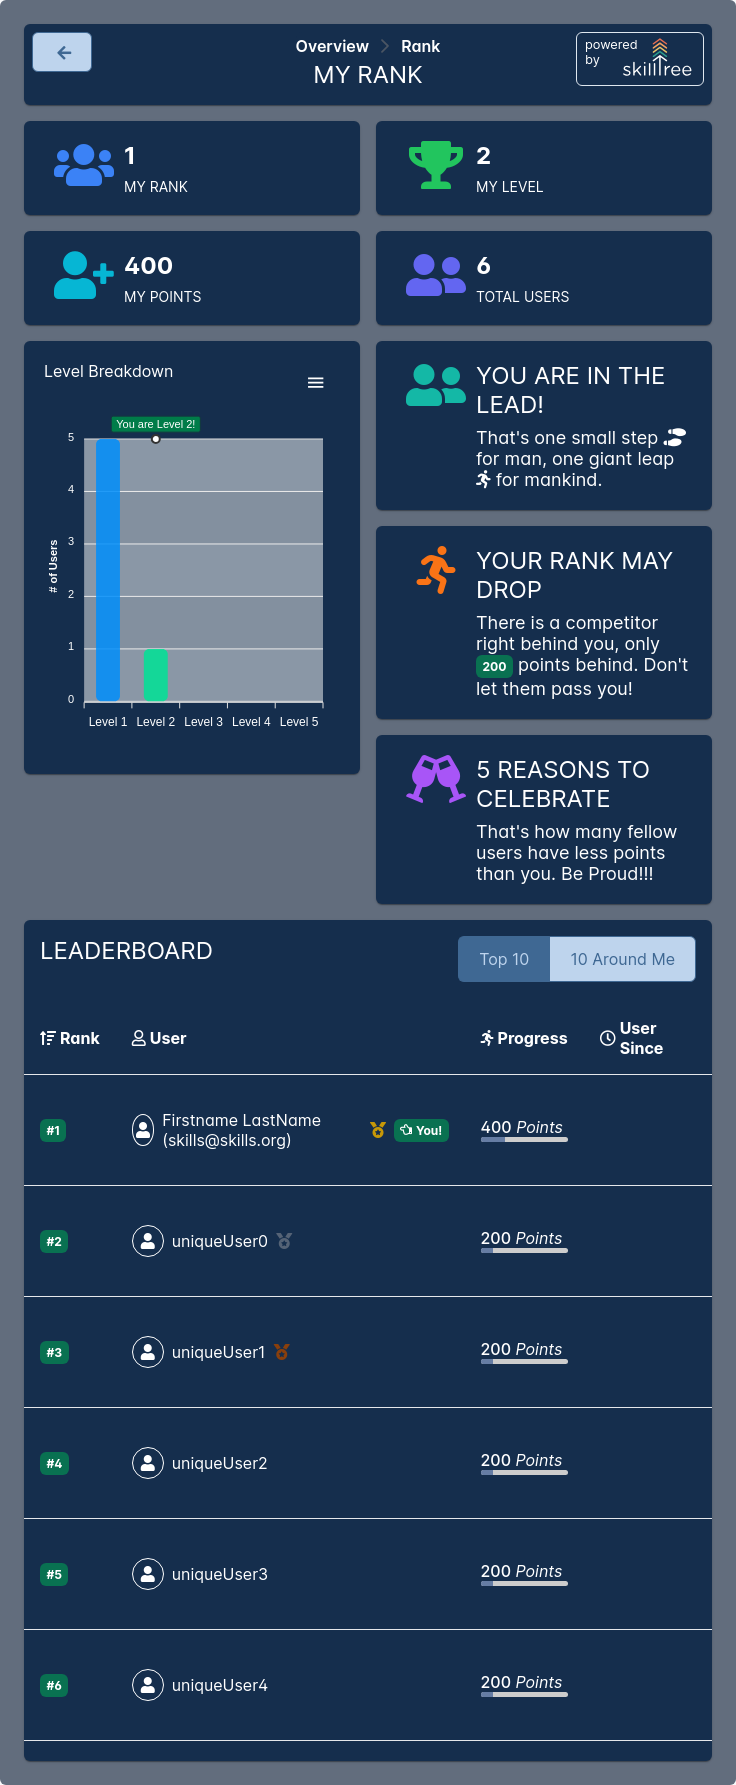 Overview > Rank
MY RANK
powered
by
skilltree
1
MY RANK
2
MY LEVEL
400
MY POINTS
6
TOTAL USERS
Level Breakdown
You are Level 2!
# of Users
5
4
3
2
1
0
Level 1 Level 2 Level 3 Level 4 Level 5
YOU ARE IN THE
LEAD!
That's one small step
for man, one giant leap
for mankind.
YOUR RANK MAY
DROP
There is a competitor
right behind you, only
200 points behind. Don't
let them pass you!
5 REASONS TO
CELEBRATE
That's how many fellow
users have less points
than you. Be Proud!!!
LEADERBOARD
Top 10 10 Around Me
Rank User Progress User
Since
#1 Firstname LastName
(skills@skills.org) You! 400 Points
#2 uniqueUser0 200 Points
#3 uniqueUser1 200 Points
#4 uniqueUser2 200 Points
#5 uniqueUser3 200 Points
#6 uniqueUser4 200 Points